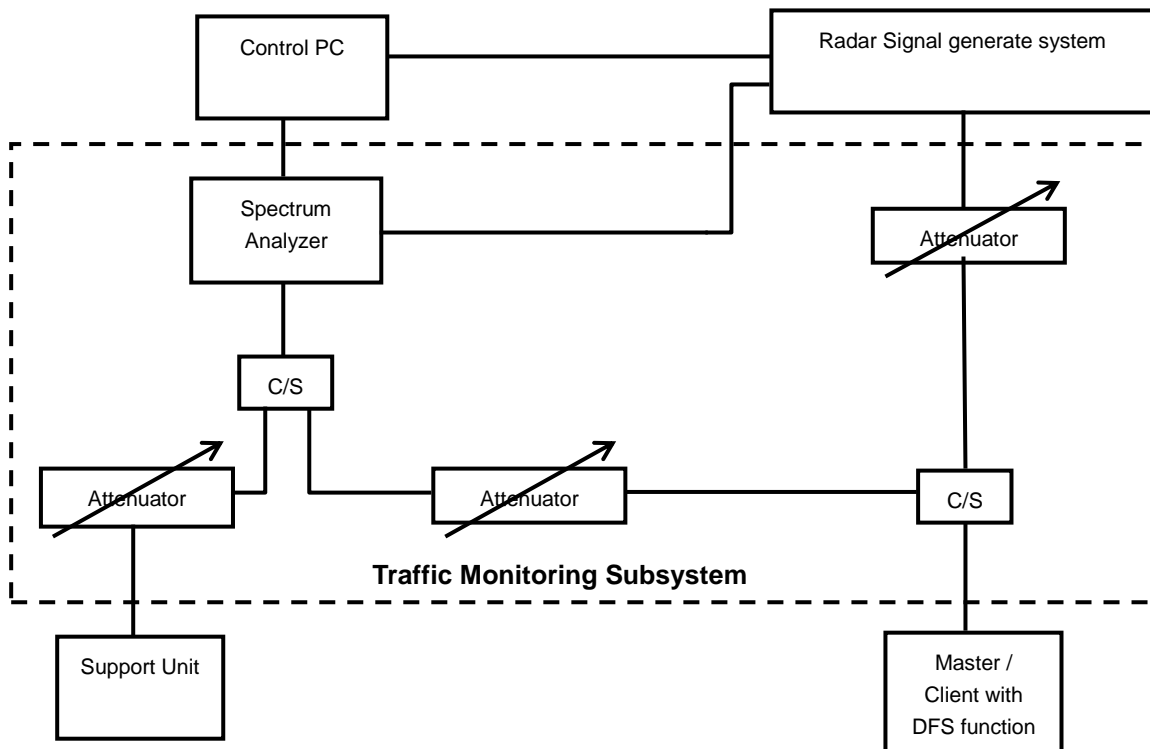 Control PC
Radar Signal generate system
Spectrum
Analyzer
Attenuator
C/S
Attenuator
Attenuator
C/S
Traffic Monitoring Subsystem
Support Unit
Master /
Client with
DFS function